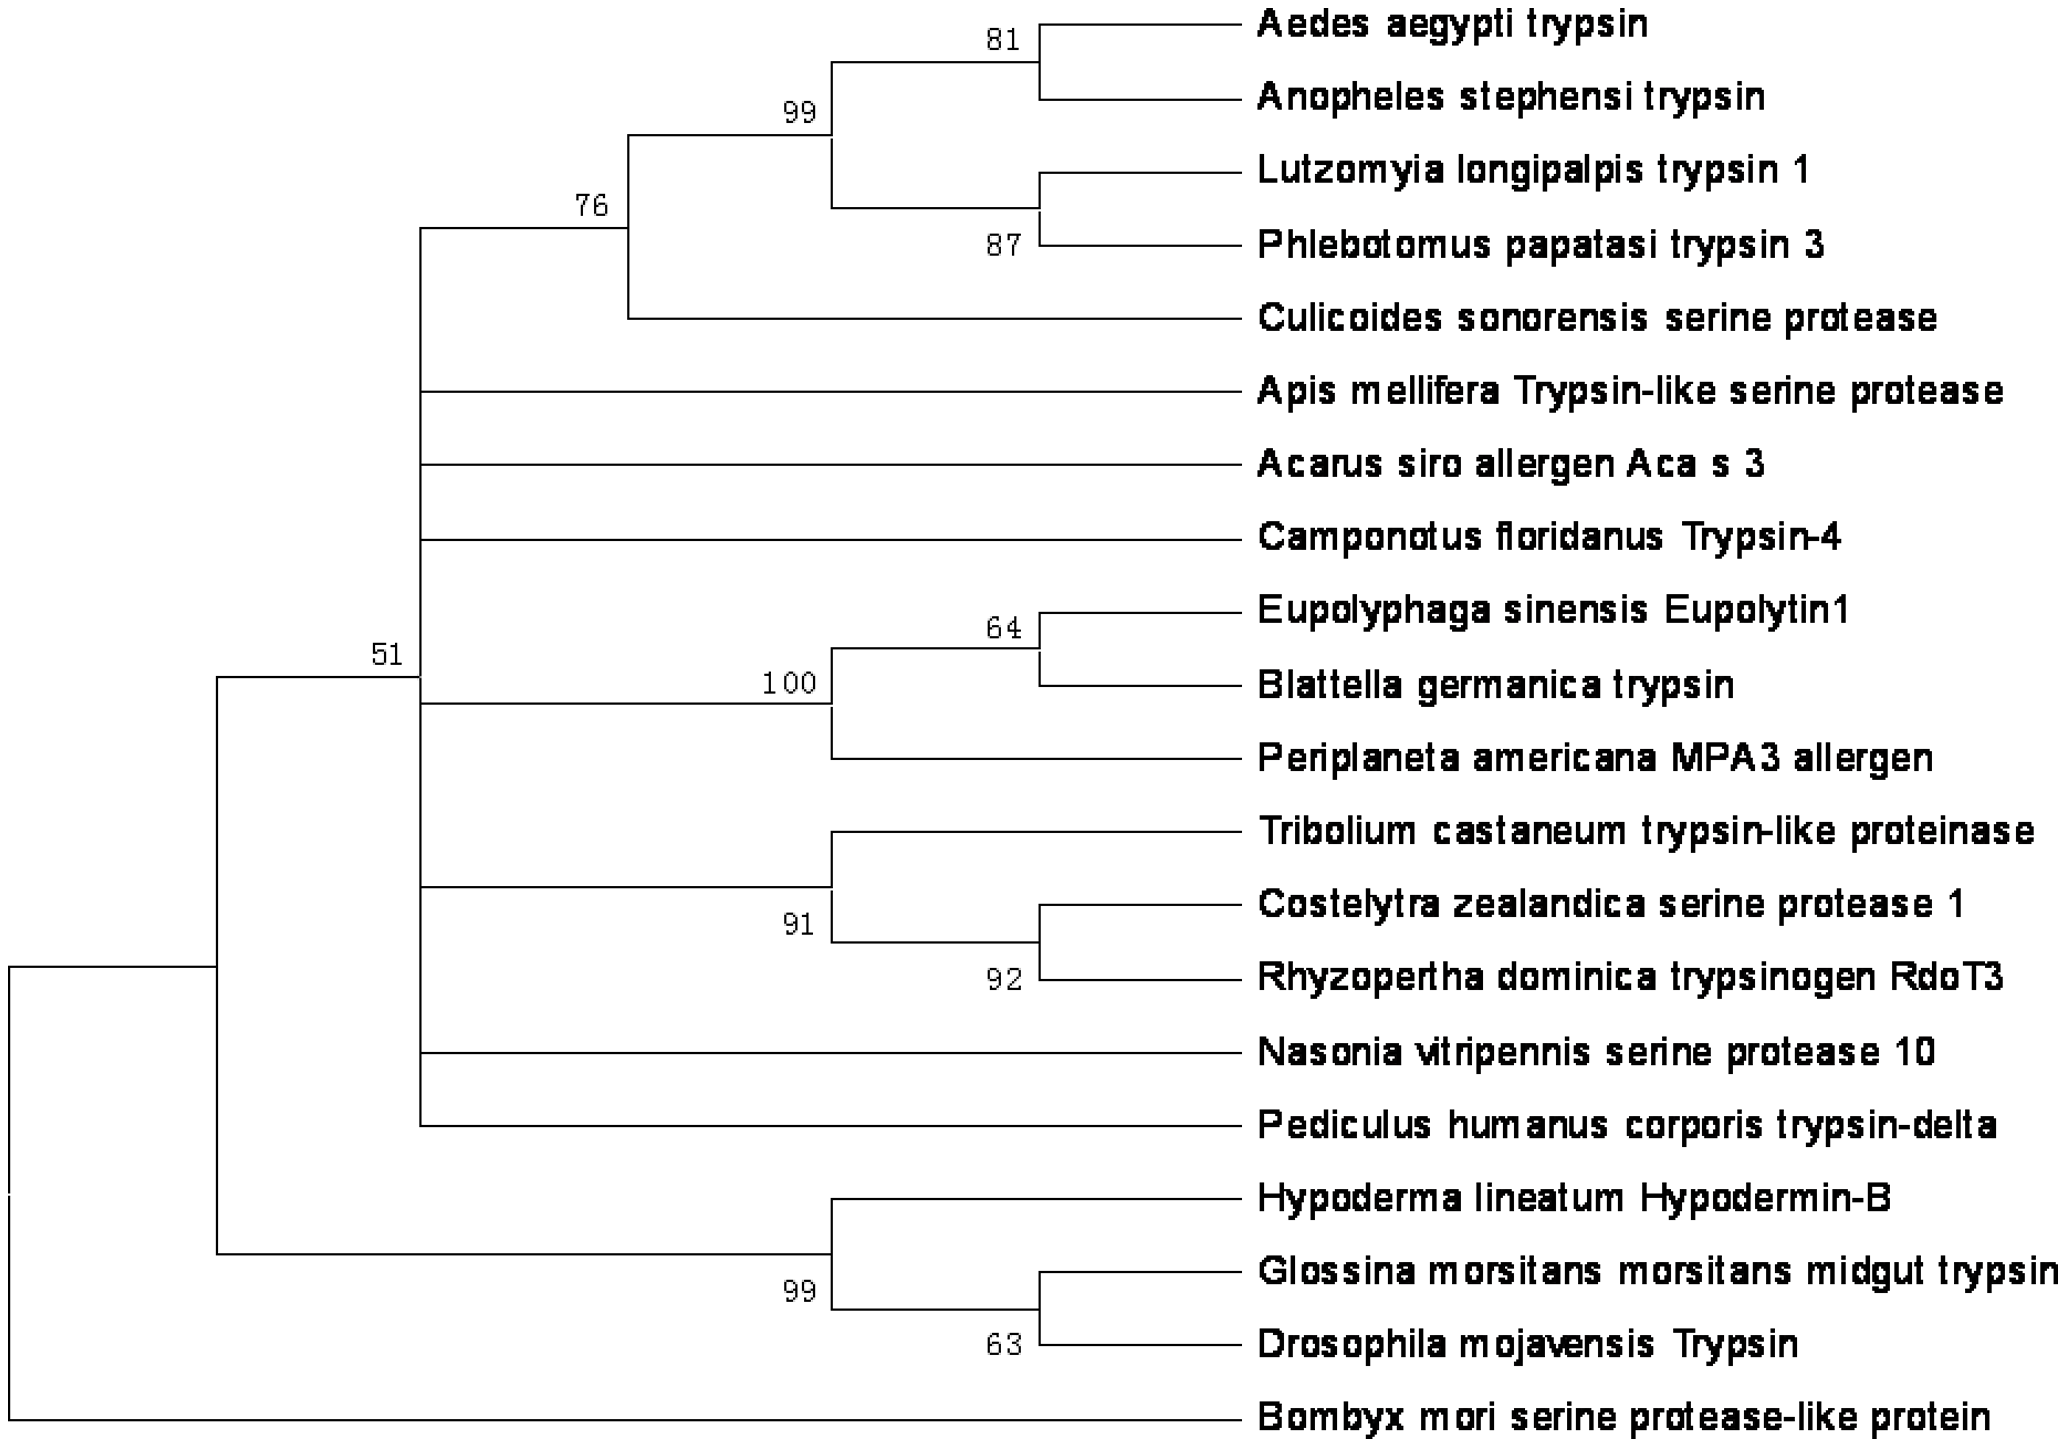 Aedes aegypti trypsin
81
Anopheles stephensi trypsin
99
Lutzomyia longipalpis trypsin 1
76
Phlebotomus papatasi trypsin 3
87
Culicoides sonorensis serine protease
Apis mellifera Trypsin-like serine protease
Acarus siro allergen Aca s 3
Camponotus floridanus Trypsin-4
Eupolyphaga sinensis Eupolytin1
64
51
100
Blattella germanica trypsin
Periplaneta americana MPA3 allergen
Tribolium castaneum trypsin-like proteinase
Costelytra zealandica serine protease 1
91
92
Rhyzopertha dominica trypsinogen RdoT3
Nasonia vitripennis serine protease 10
Pediculus humanus corporis trypsin-delta
Hypoderma lineatum Hypodermin-B
Glossina morsitans morsitans midgut trypsin
99
63
Drosophila mojavensis Trypsin
Bombyx mori serine protease-like protein